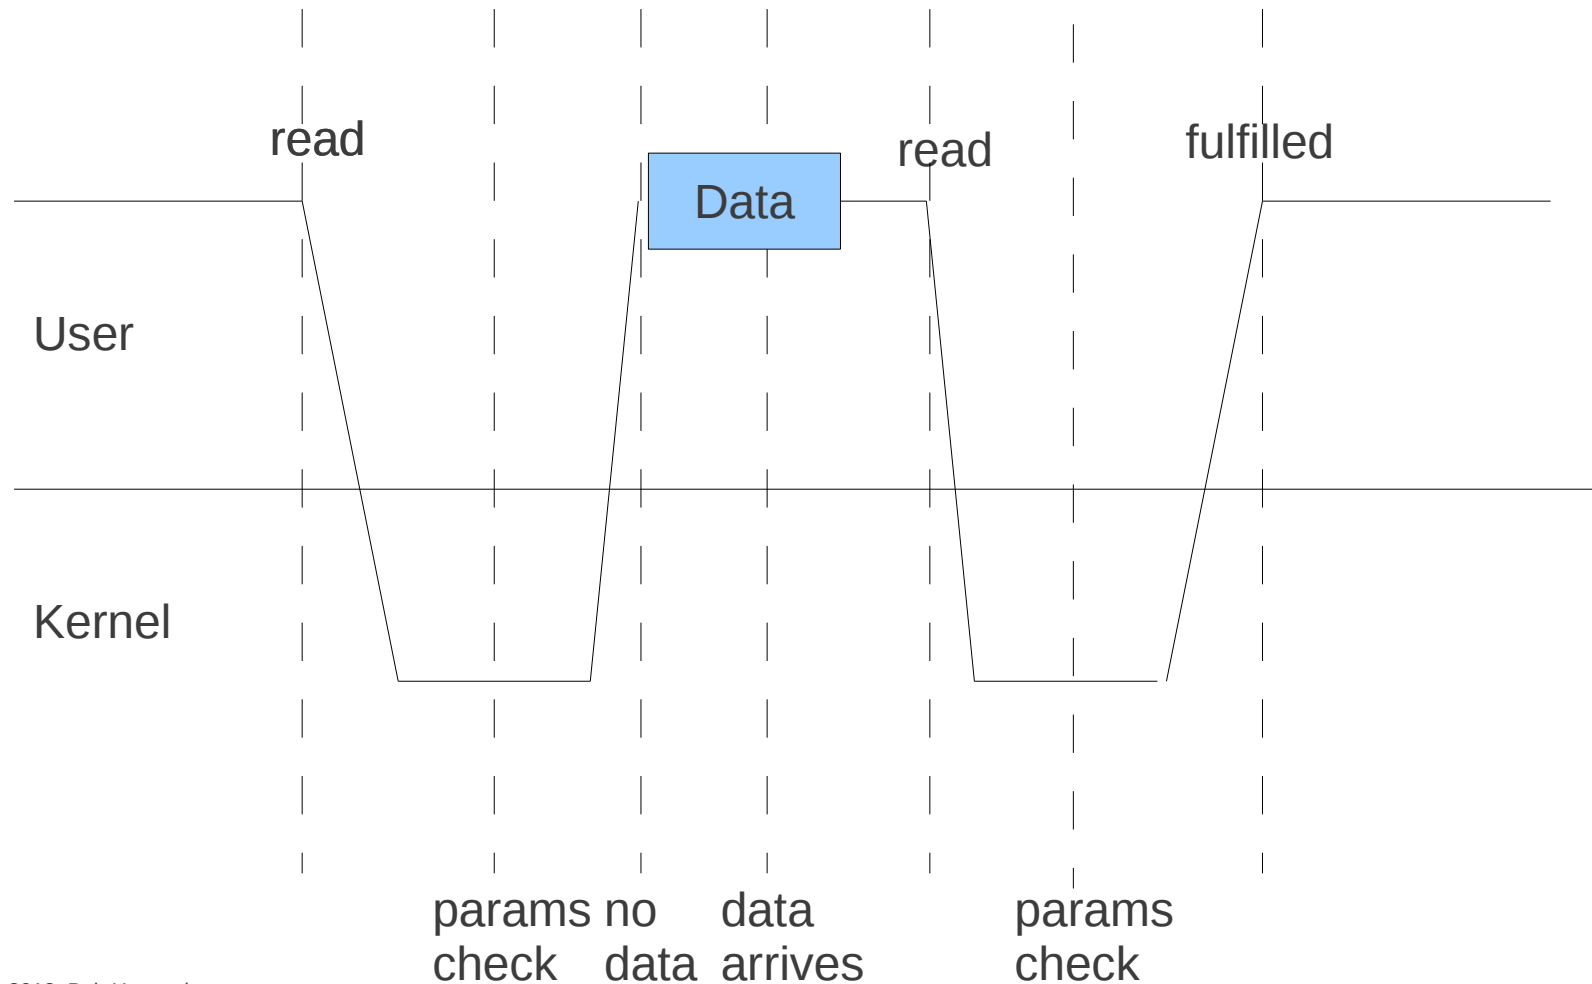 read
read
fulfilled
Data
User
Kernel
params
check
no
data
data
arrives
params
check